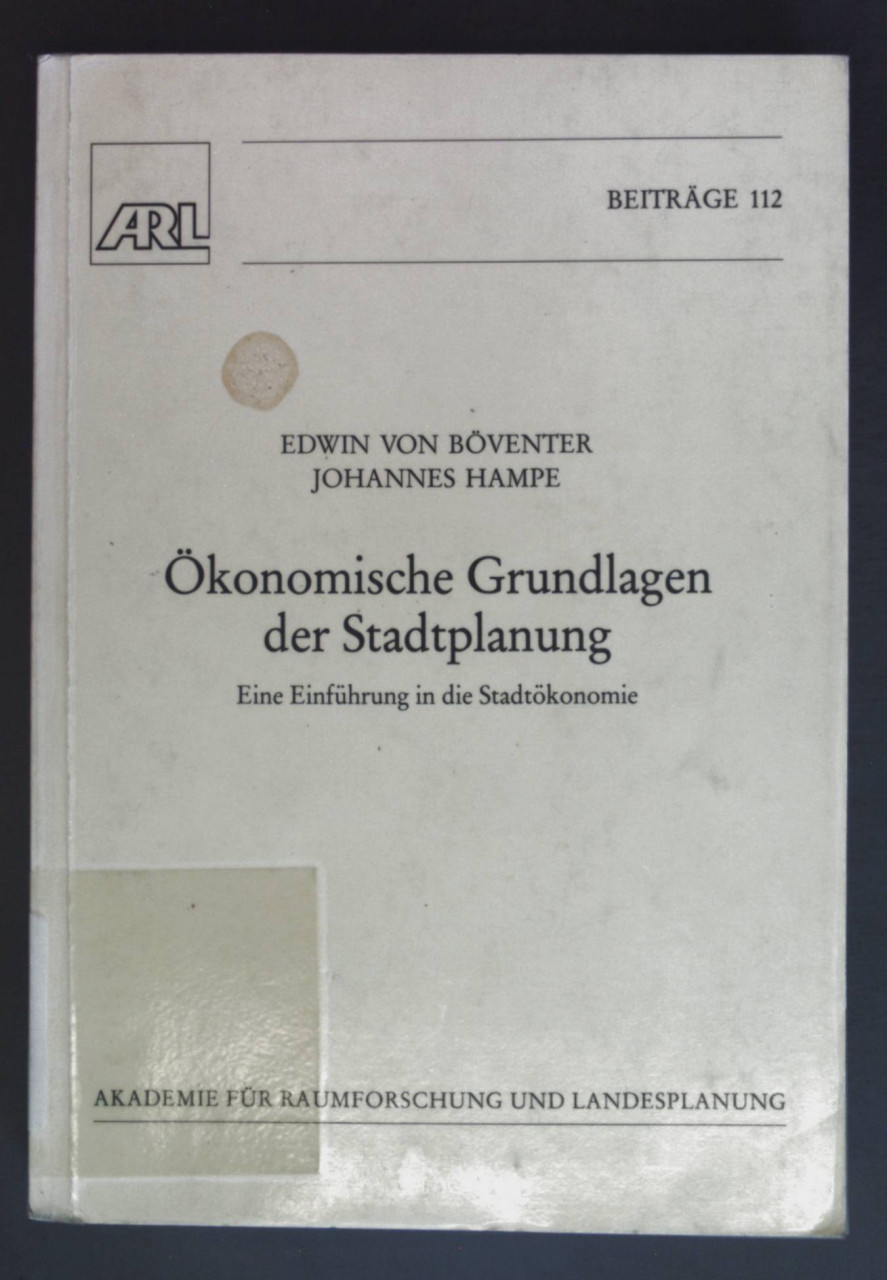 ARL
BEITRÄGE 112
EDWIN VON BÖVENTER
JOHANNES HAMPE
Ökonomische Grundlagen
der Stadtplanung
Eine Einführung in die Stadtökonomie
AKADEMIE FÜR RAUMFORSCHUNG UND LANDESPLANUNG